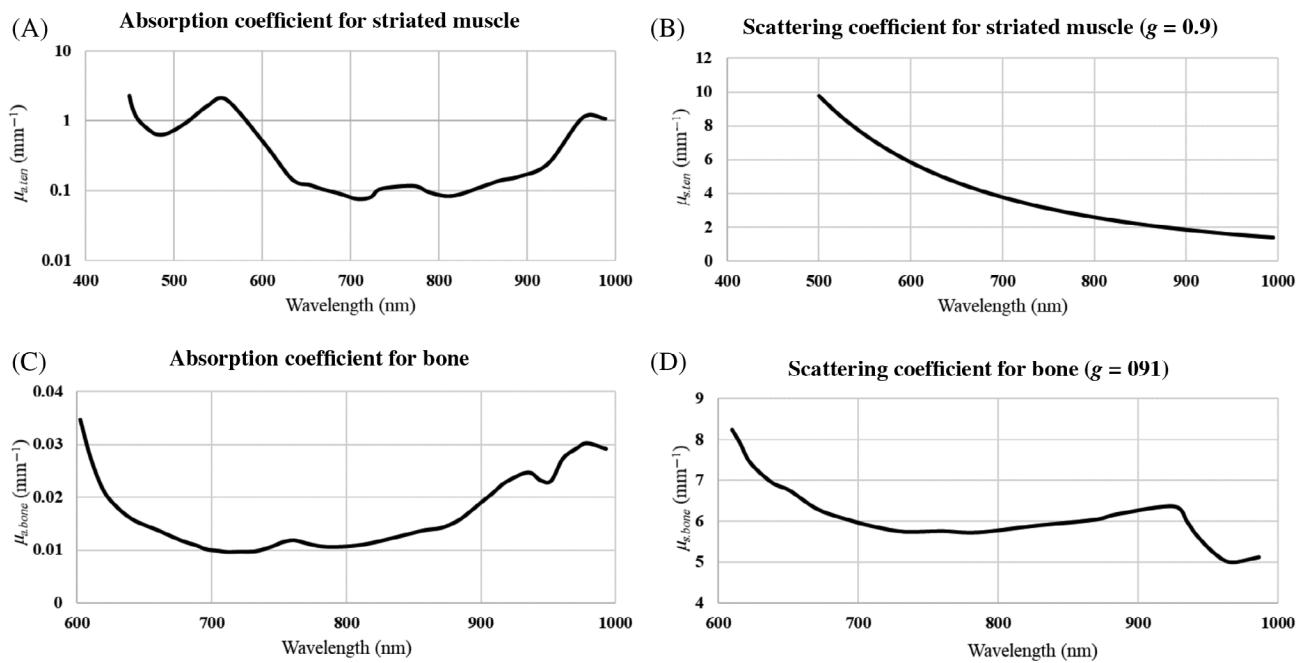 (A)
Absorption coefficient for striated muscle
10
1
0.1
0.01
μa.ten (mm⁻¹)
400 500 600 700 800 900 1000
Wavelength (nm)
(B)
Scattering coefficient for striated muscle (g = 0.9)
12
10
8
6
4
2
0
μs.ten (mm⁻¹)
400 500 600 700 800 900 1000
Wavelength (nm)
(C)
Absorption coefficient for bone
0.04
0.03
0.02
0.01
0
μa.bone (mm⁻¹)
600 700 800 900 1000
Wavelength (nm)
(D)
Scattering coefficient for bone (g = 091)
9
8
7
6
5
4
μs.bone (mm⁻¹)
600 700 800 900 1000
Wavelength (nm)